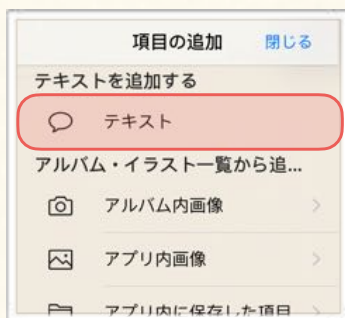 項目の追加 閉じる
テキストを追加する
テキスト
アルバム・イラスト一覧から追...
アルバム内画像
アプリ内画像
アプリ内に保存した項目